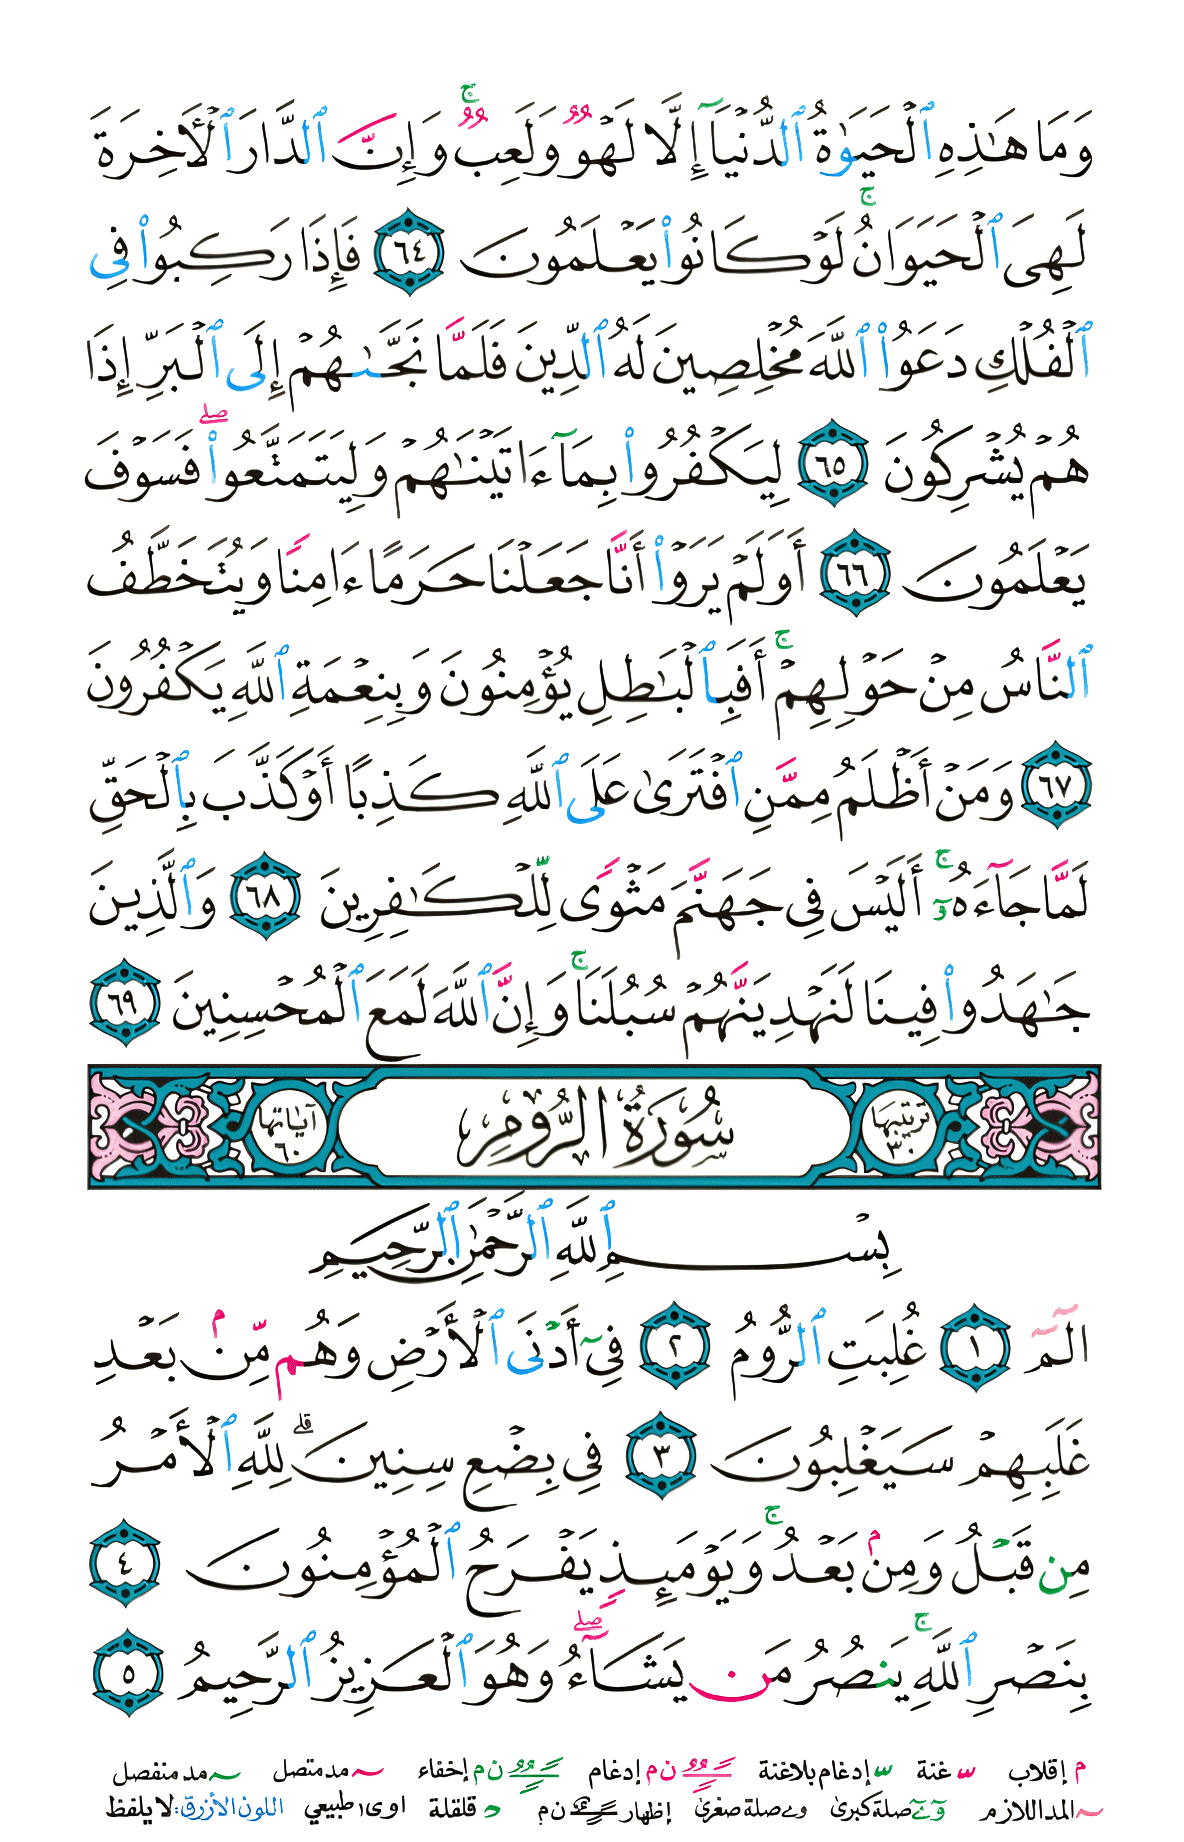 وَمَا هَٰذِهِ ٱلْحَيَوٰةُ ٱلدُّنْيَآ إِلَّا لَهْوٌ وَلَعِبٌ ۚ وَإِنَّ ٱلدَّارَ ٱلْأَخِرَةَ
لَهِىَ ٱلْحَيَوَانُ ۚ لَوْ كَانُوا۟ يَعْلَمُونَ ٦٤ فَإِذَا رَكِبُوا۟ فِى
ٱلْفُلْكِ دَعَوُا۟ ٱللَّهَ مُخْلِصِينَ لَهُ ٱلدِّينَ فَلَمَّا نَجَّىٰهُمْ إِلَى ٱلْبَرِّ إِذَا
هُمْ يُشْرِكُونَ ٦٥ لِيَكْفُرُوا۟ بِمَآ ءَاتَيْنَٰهُمْ وَلِيَتَمَتَّعُوا۟ ۖ فَسَوْفَ
يَعْلَمُونَ ٦٦ أَوَلَمْ يَرَوْا۟ أَنَّا جَعَلْنَا حَرَمًا ءَامِنًا وَيُتَخَطَّفُ
ٱلنَّاسُ مِنْ حَوْلِهِمْ ۚ أَفَبِٱلْبَٰطِلِ يُؤْمِنُونَ وَبِنِعْمَةِ ٱللَّهِ يَكْفُرُونَ
٦٧ وَمَنْ أَظْلَمُ مِمَّنِ ٱفْتَرَىٰ عَلَى ٱللَّهِ كَذِبًا أَوْ كَذَّبَ بِٱلْحَقِّ
لَمَّا جَآءَهُۥٓ ۚ أَلَيْسَ فِى جَهَنَّمَ مَثْوًى لِّلْكَٰفِرِينَ ٦٨ وَٱلَّذِينَ
جَٰهَدُوا۟ فِينَا لَنَهْدِيَنَّهُمْ سُبُلَنَا ۚ وَإِنَّ ٱللَّهَ لَمَعَ ٱلْمُحْسِنِينَ ٦٩
ترتيبها ٣٠ سُورَةُ الرُّومِ آياتها ٦٠
بِسْمِ ٱللَّهِ ٱلرَّحْمَٰنِ ٱلرَّحِيمِ
الٓمٓ ١ غُلِبَتِ ٱلرُّومُ ٢ فِىٓ أَدْنَى ٱلْأَرْضِ وَهُم مِّنۢ بَعْدِ
غَلَبِهِمْ سَيَغْلِبُونَ ٣ فِى بِضْعِ سِنِينَ ۗ لِلَّهِ ٱلْأَمْرُ
مِن قَبْلُ وَمِنۢ بَعْدُ ۚ وَيَوْمَئِذٍ يَفْرَحُ ٱلْمُؤْمِنُونَ ٤
بِنَصْرِ ٱللَّهِ ۚ يَنصُرُ مَن يَشَآءُ ۖ وَهُوَ ٱلْعَزِيزُ ٱلرَّحِيمُ ٥
م إقلاب ّ غنة ّ إدغام بلا غنة ن م إدغام ن م إخفاء ~ مد متصل ~ مد منفصل
~ المد اللازم و ے صلة كبرى و ے صلة صغرى إظهار ن م د قلقلة ا و ى طبيعي اللون الأزرق: لا يلفظ